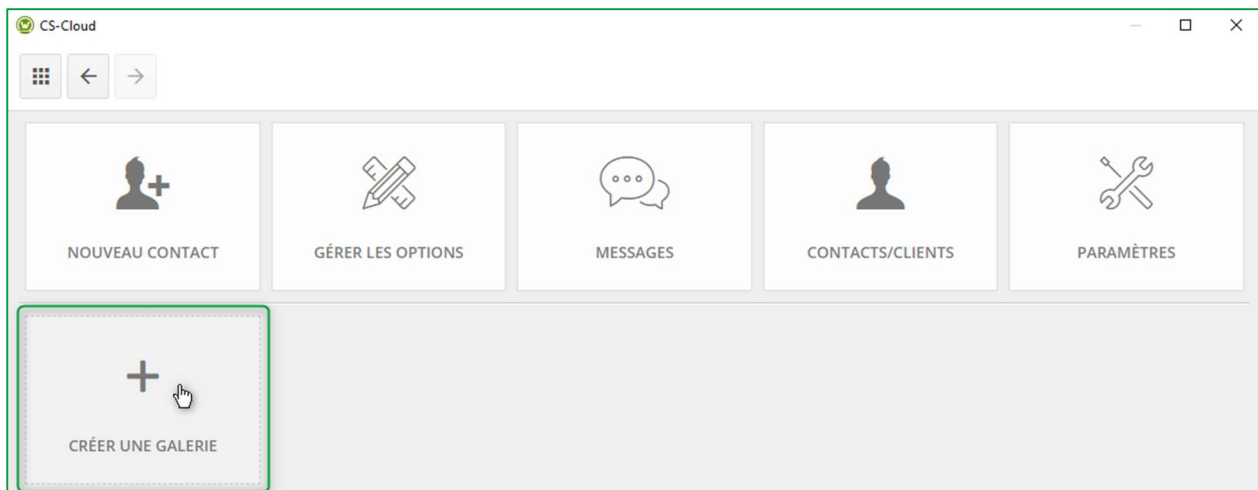 CS-Cloud
NOUVEAU CONTACT
GÉRER LES OPTIONS
MESSAGES
CONTACTS/CLIENTS
PARAMÈTRES
CRÉER UNE GALERIE